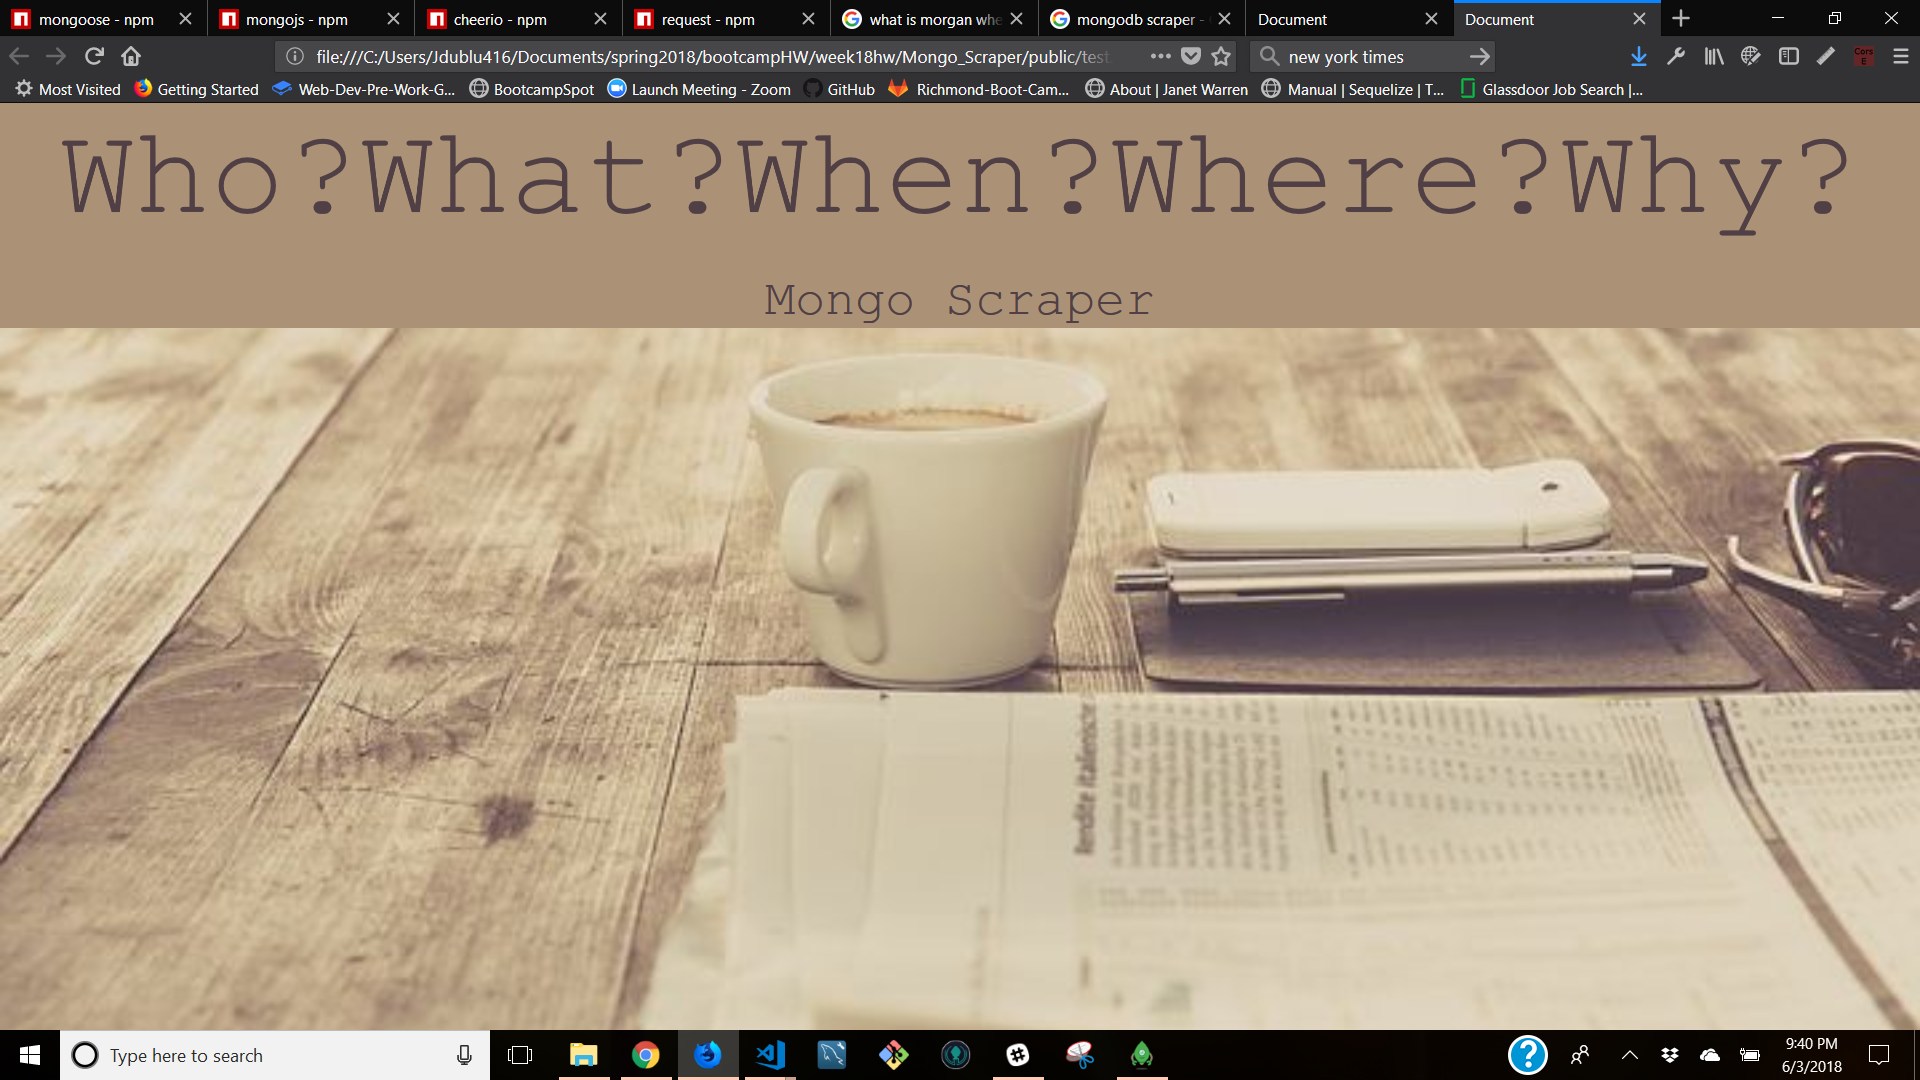 mongoose - npm
mongojs - npm
cheerio - npm
request - npm
what is morgan whe
mongodb scraper -
Document
Document
file:///C:/Users/Jdublu416/Documents/spring2018/bootcampHW/week18hw/Mongo_Scraper/public/test
new york times
Most Visited
Getting Started
Web-Dev-Pre-Work-G...
BootcampSpot
Launch Meeting - Zoom
GitHub
Richmond-Boot-Cam...
About | Janet Warren
Manual | Sequelize | T...
Glassdoor Job Search |...
Who?What?When?Where?Why?
Mongo Scraper
Rendite italienische
Type here to search
9:40 PM
6/3/2018